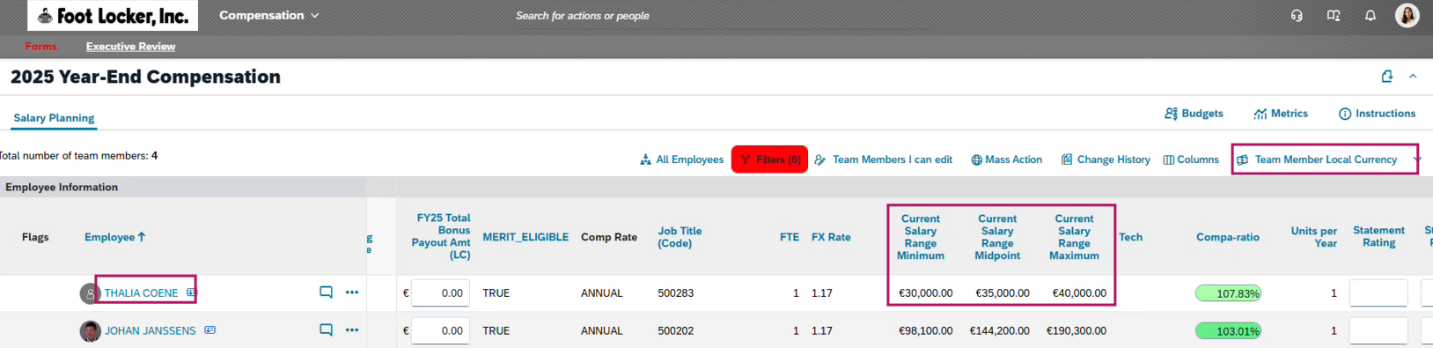 Foot Locker, Inc. Compensation Search for actions or people
Forms Executive Review
2025 Year-End Compensation
Salary Planning Budgets Metrics Instructions
Total number of team members: 4 All Employees Filters (6) Team Members I can edit Mass Action Change History Columns Team Member Local Currency
Employee Information
Flags Employee FY25 Total Bonus Payout Amt (LC) MERIT_ELIGIBLE Comp Rate Job Title (Code) FTE FX Rate Current Salary Range Minimum Current Salary Range Midpoint Current Salary Range Maximum Tech Compa-ratio Units per Year Statement Rating
THALIA COENE € 0.00 TRUE ANNUAL 500283 1 1.17 €30,000.00 €35,000.00 €40,000.00 107.83% 1
JOHAN JANSSENS € 0.00 TRUE ANNUAL 500202 1 1.17 €98,100.00 €144,200.00 €190,300.00 103.01% 1